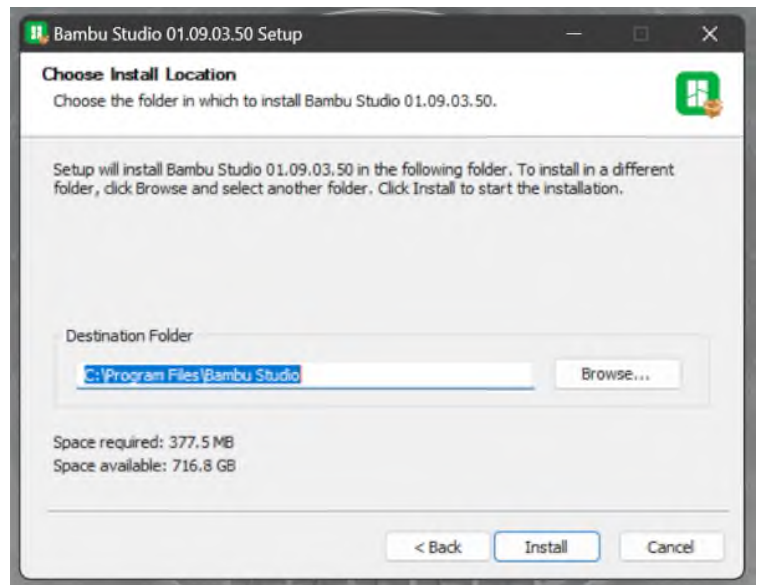 Bambu Studio 01.09.03.50 Setup
Choose Install Location
Choose the folder in which to install Bambu Studio 01.09.03.50.
Setup will install Bambu Studio 01.09.03.50 in the following folder. To install in a different
folder, click Browse and select another folder. Click Install to start the installation.
Destination Folder
C:\Program Files\Bambu Studio
Browse...
Space required: 377.5 MB
Space available: 716.8 GB
< Back
Install
Cancel